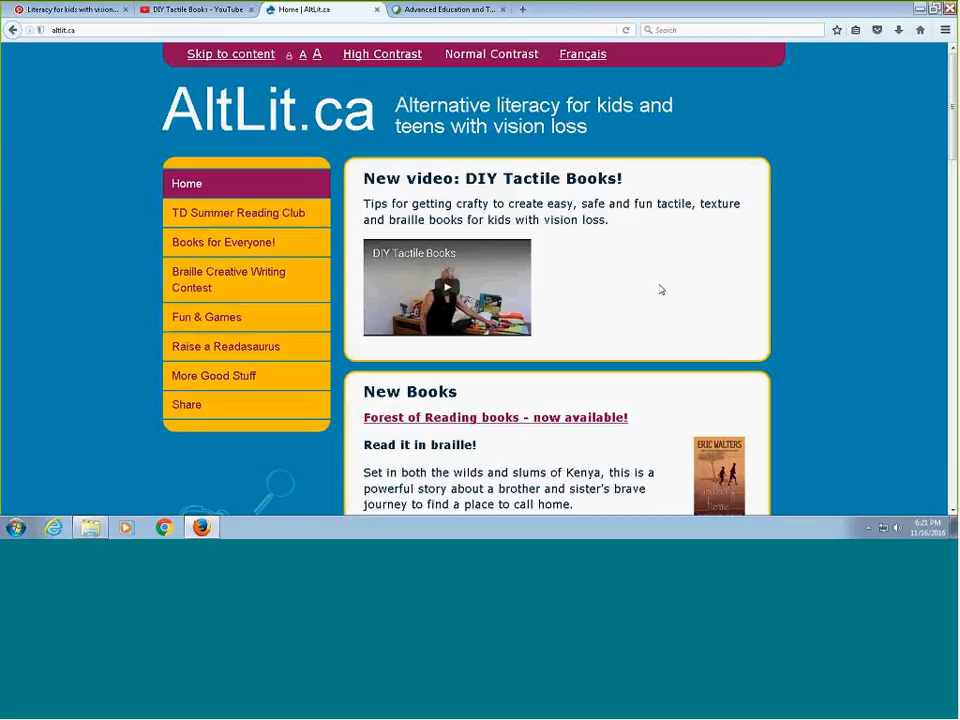 Literacy for kids with vision...
DIY Tactile Books - YouTube
Home | AltLit.ca
Advanced Education and T...
altlit.ca
Search
Skip to content A A A High Contrast Normal Contrast Français
AltLit.ca
Alternative literacy for kids and
teens with vision loss
Home
TD Summer Reading Club
Books for Everyone!
Braille Creative Writing
Contest
Fun & Games
Raise a Readasaurus
More Good Stuff
Share
New video: DIY Tactile Books!
Tips for getting crafty to create easy, safe and fun tactile, texture
and braille books for kids with vision loss.
DIY Tactile Books
New Books
Forest of Reading books - now available!
Read it in braille!
Set in both the wilds and slums of Kenya, this is a
powerful story about a brother and sister's brave
journey to find a place to call home.
ERIC WALTERS
home
6:21 PM
11/16/2016